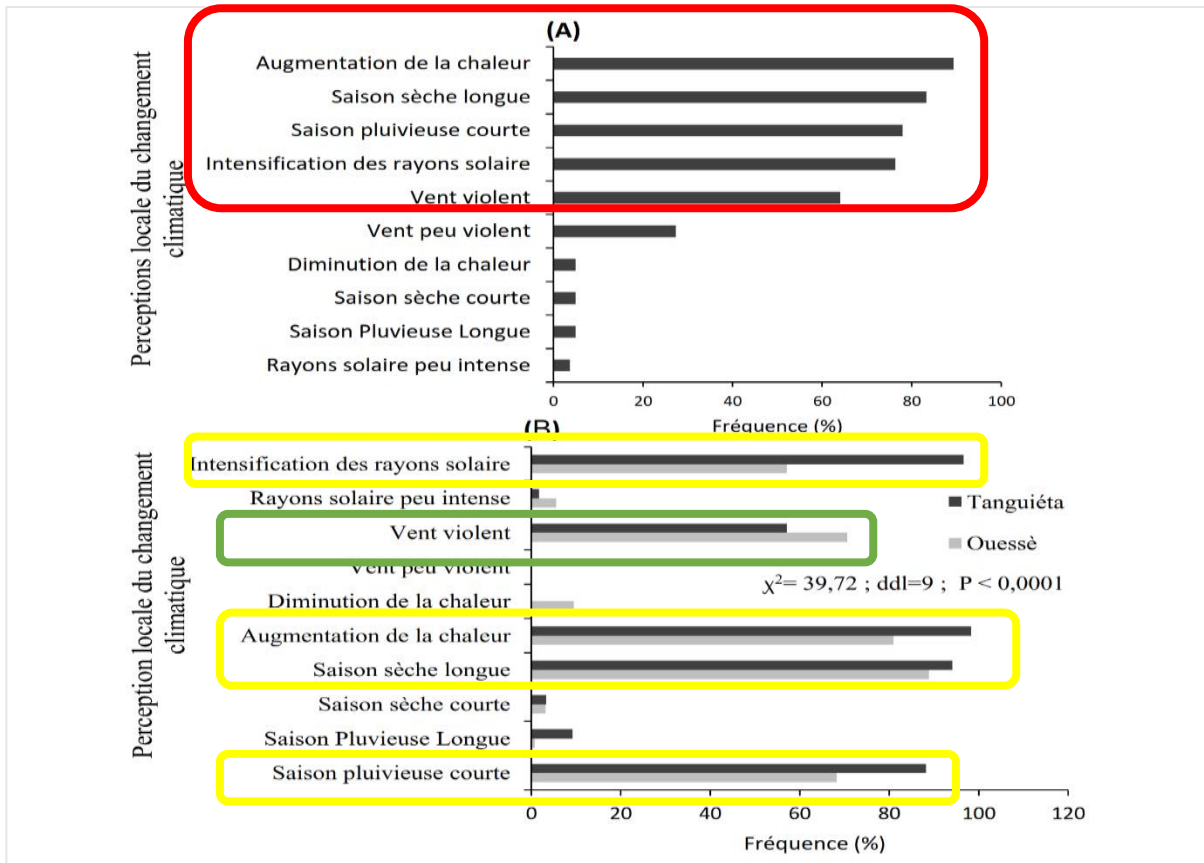 (A)
Perceptions locale du changement
climatique
Augmentation de la chaleur
Saison sèche longue
Saison pluivieuse courte
Intensification des rayons solaire
Vent violent
Vent peu violent
Diminution de la chaleur
Saison sèche courte
Saison Pluvieuse Longue
Rayons solaire peu intense
0 20 40 60 80 100
Fréquence (%)
(B)
Perception locale du changement
climatique
Intensification des rayons solaire
Rayons solaire peu intense
Vent violent
Vent peu violent
Diminution de la chaleur
Augmentation de la chaleur
Saison sèche longue
Saison sèche courte
Saison Pluvieuse Longue
Saison pluivieuse courte
Tanguiéta
Ouessè
χ²= 39,72 ; ddl=9 ; P < 0,0001
0 20 40 60 80 100 120
Fréquence (%)